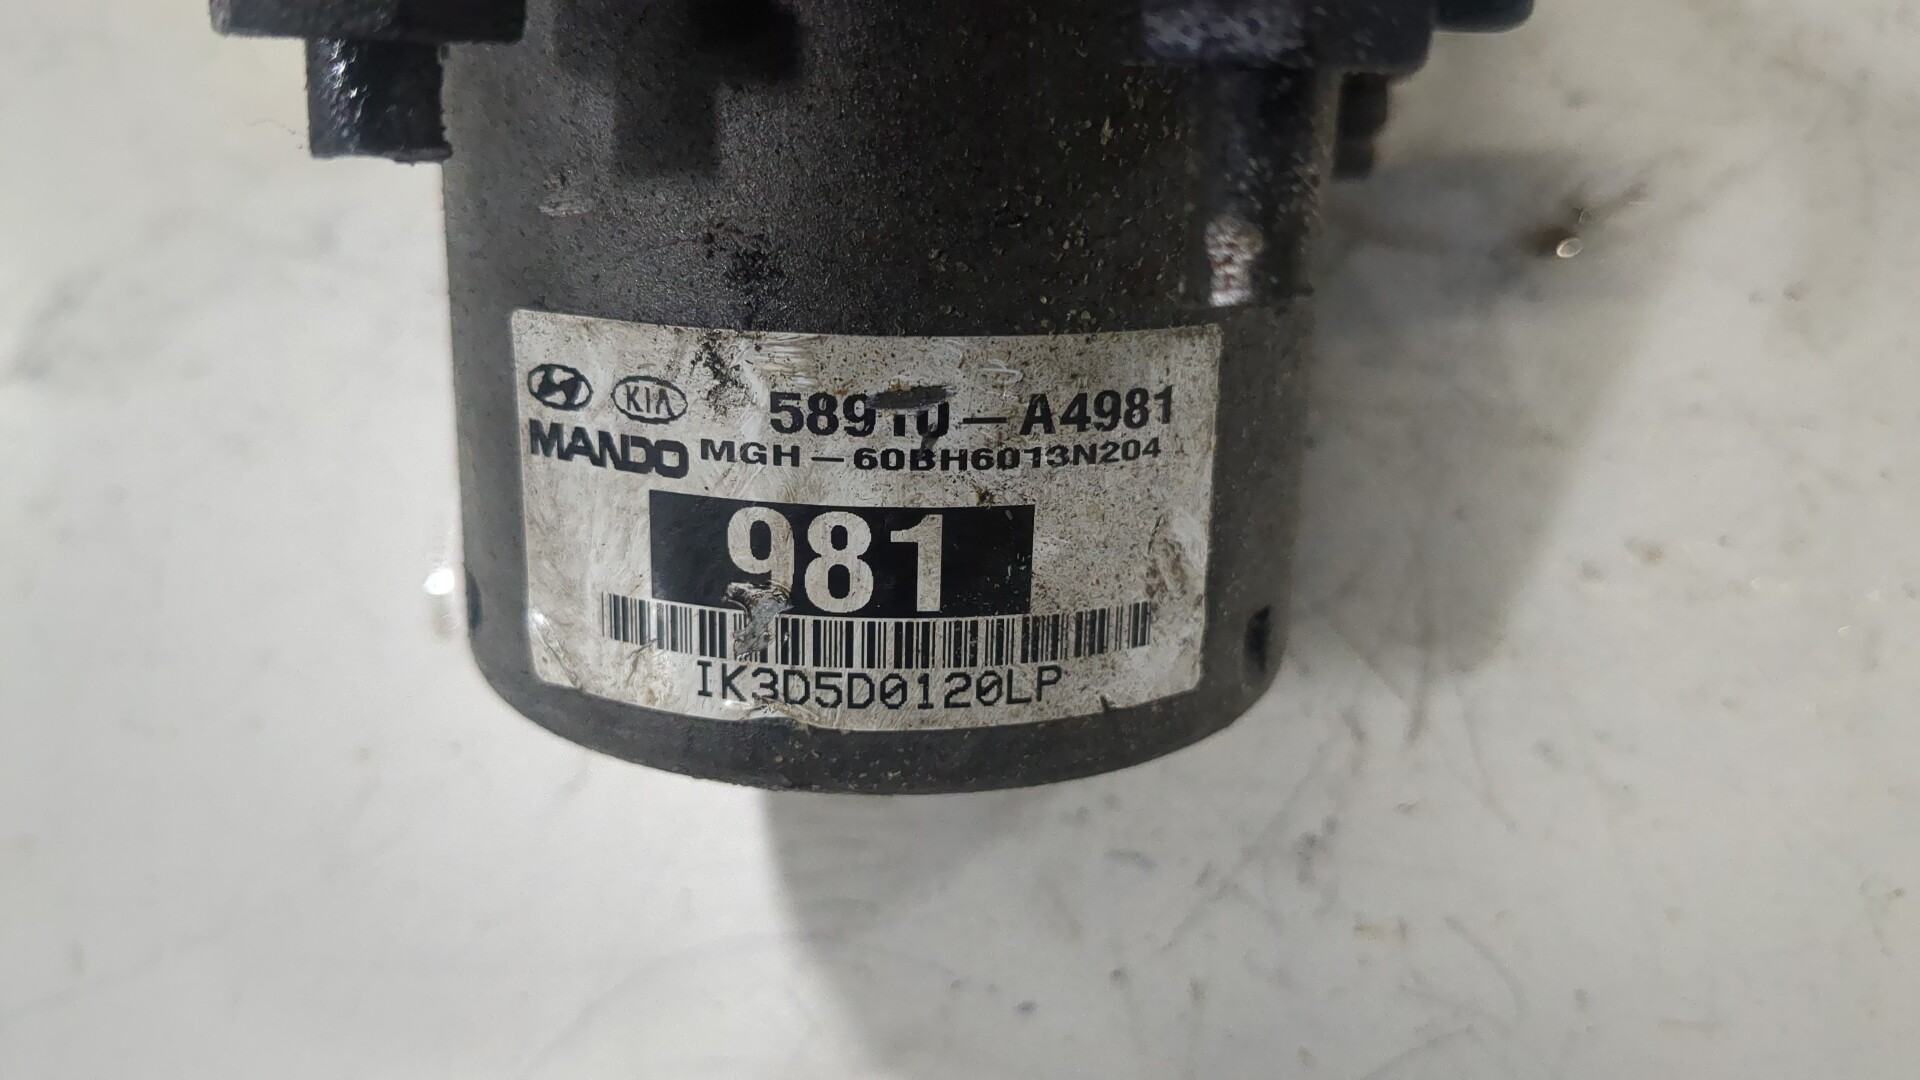 KIA 58910-A4981
MANDO MGH-60BH6013N204
981
IK3D5D0120LP